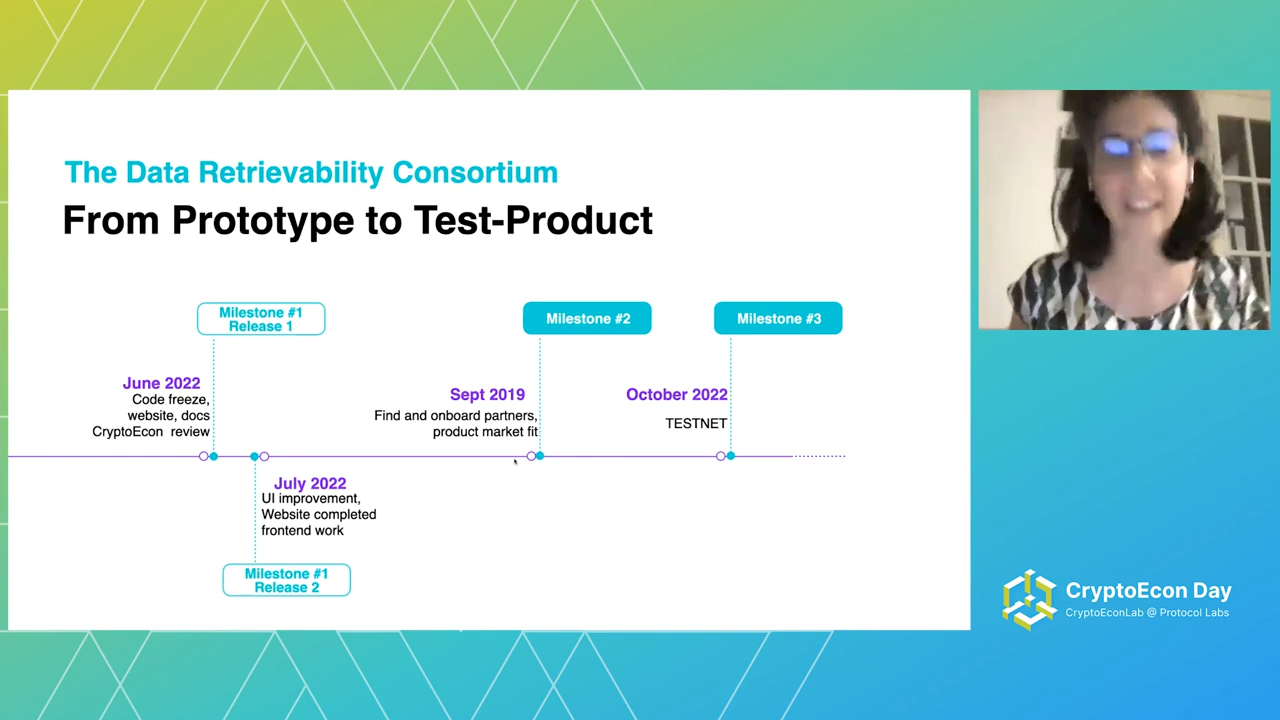 The Data Retrievability Consortium
From Prototype to Test-Product
Milestone #1
Release 1
Milestone #2
Milestone #3
June 2022
Code freeze,
website, docs
CryptoEcon review
Sept 2019
Find and onboard partners,
product market fit
October 2022
TESTNET
July 2022
UI improvement,
Website completed
frontend work
Milestone #1
Release 2
CryptoEcon Day
CryptoEconLab @ Protocol Labs